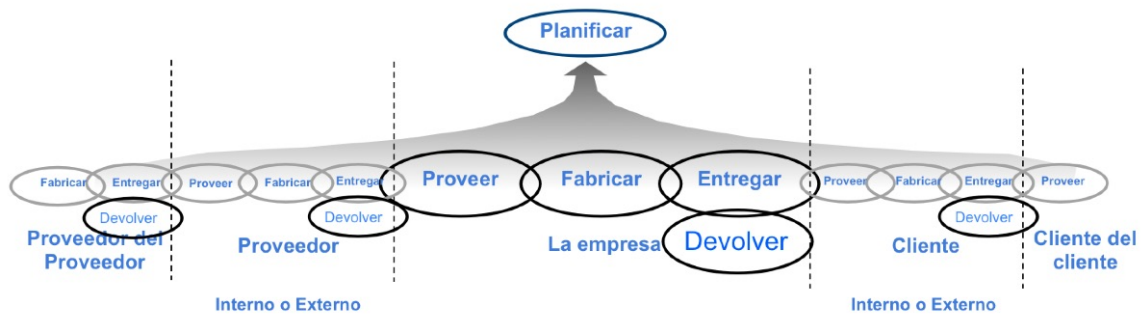 Planificar
Fabricar Entregar Proveer Fabricar Entregar Proveer Fabricar Entregar Proveer Fabricar Entregar Proveer
Devolver Devolver Devolver Devolver
Proveedor del
Proveedor
Proveedor
La empresa
Cliente
Cliente del
cliente
Interno o Externo Interno o Externo